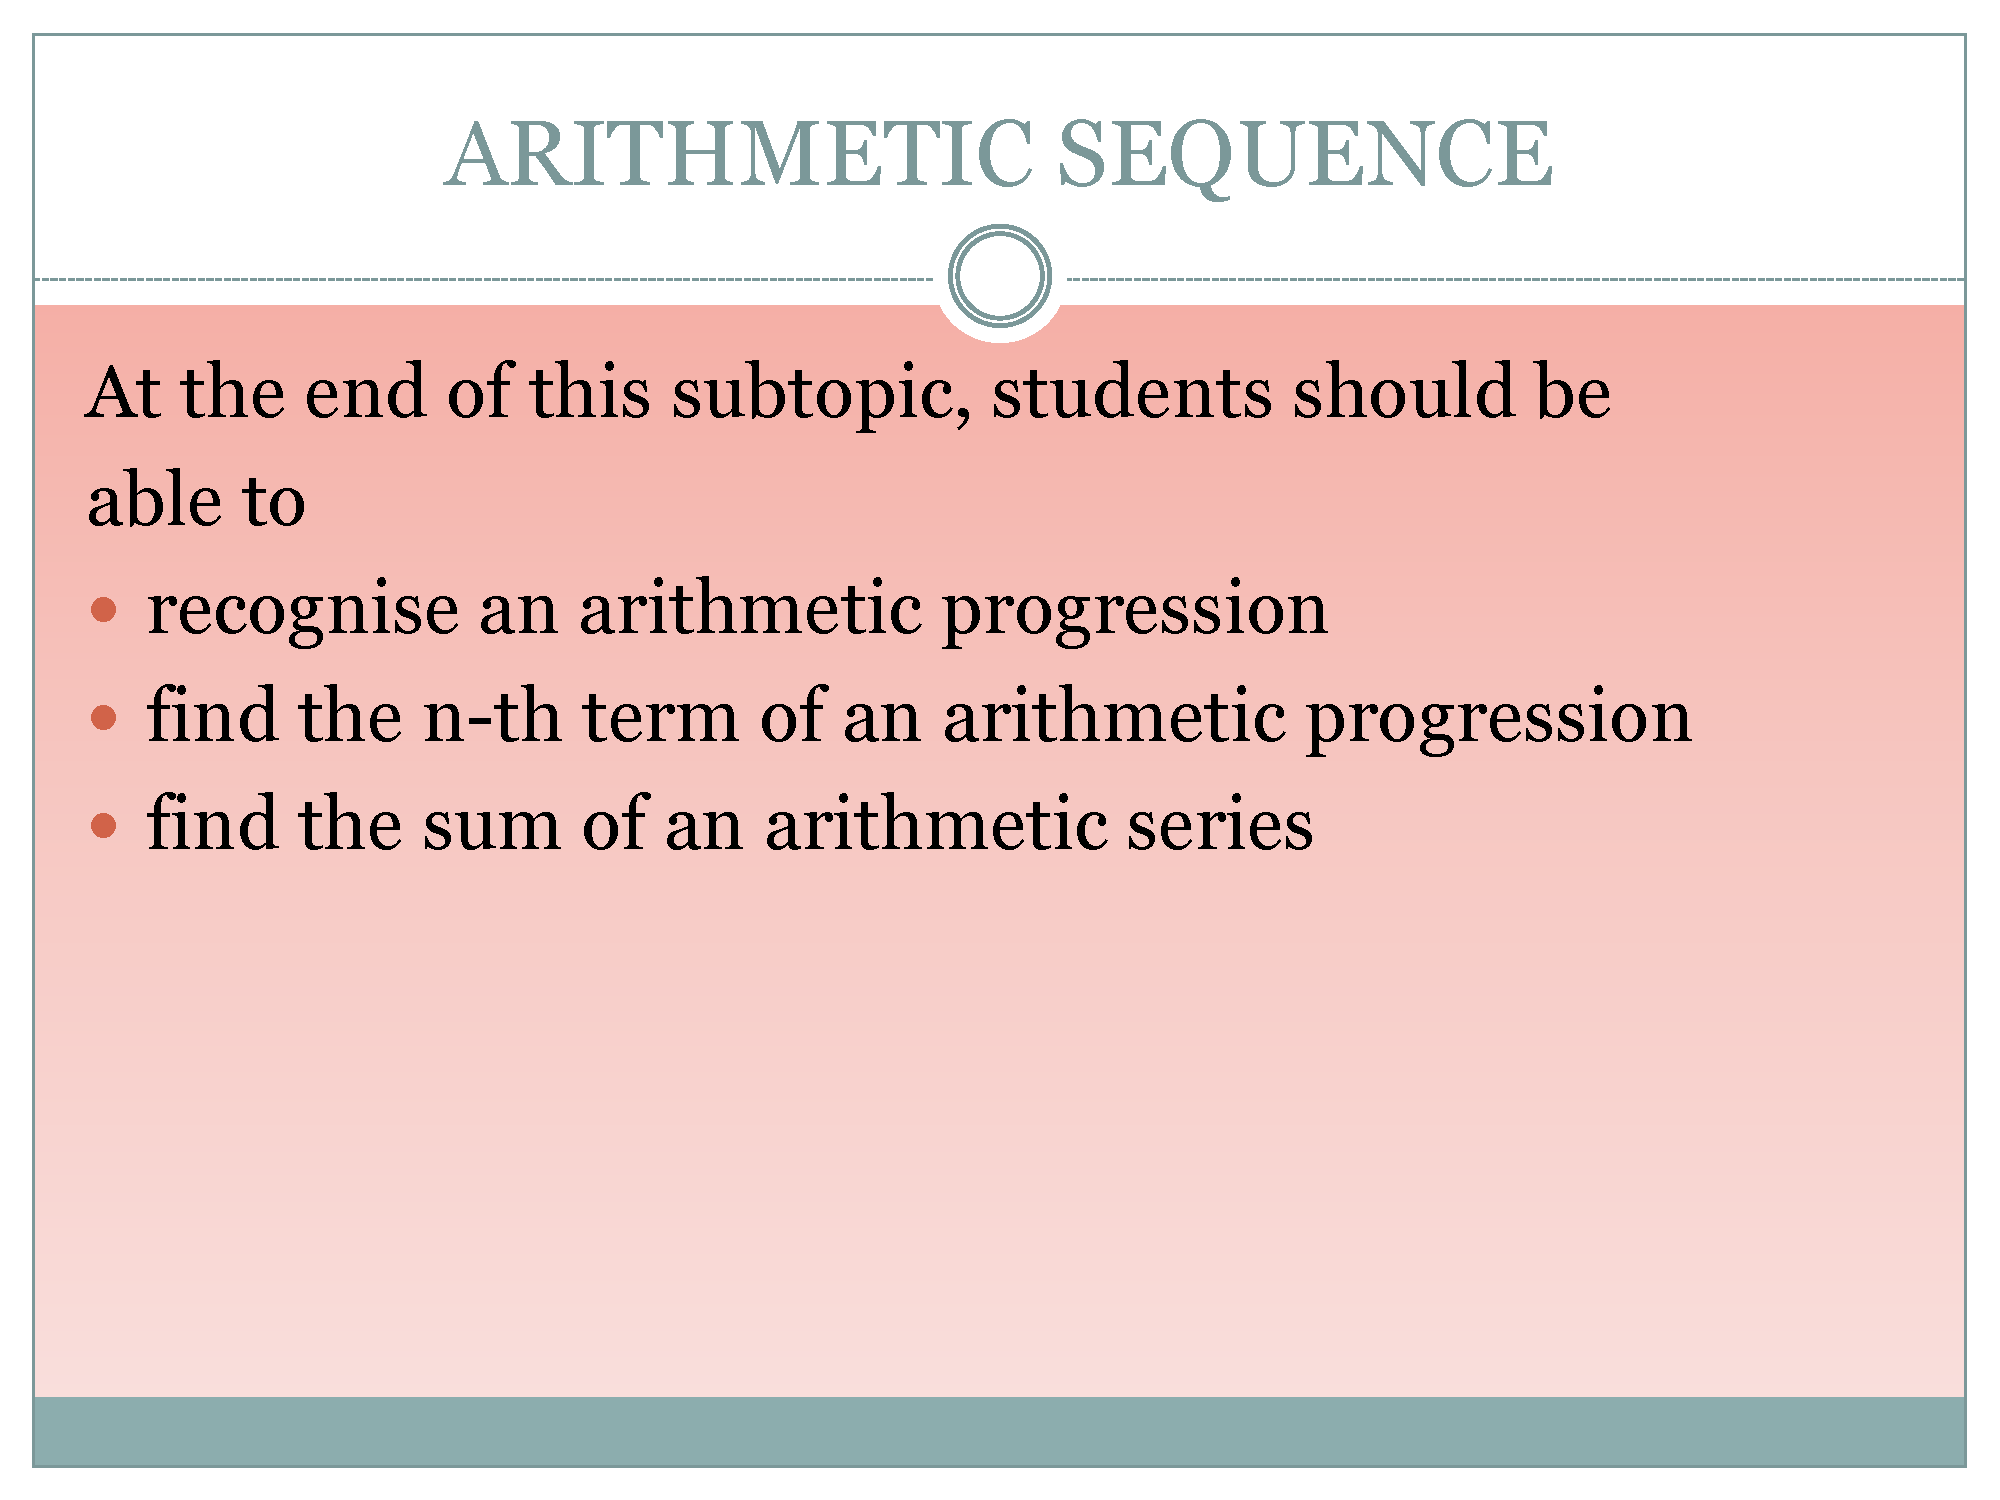 ARITHMETIC SEQUENCE
At the end of this subtopic, students should be
able to
• recognise an arithmetic progression
• find the n-th term of an arithmetic progression
• find the sum of an arithmetic series